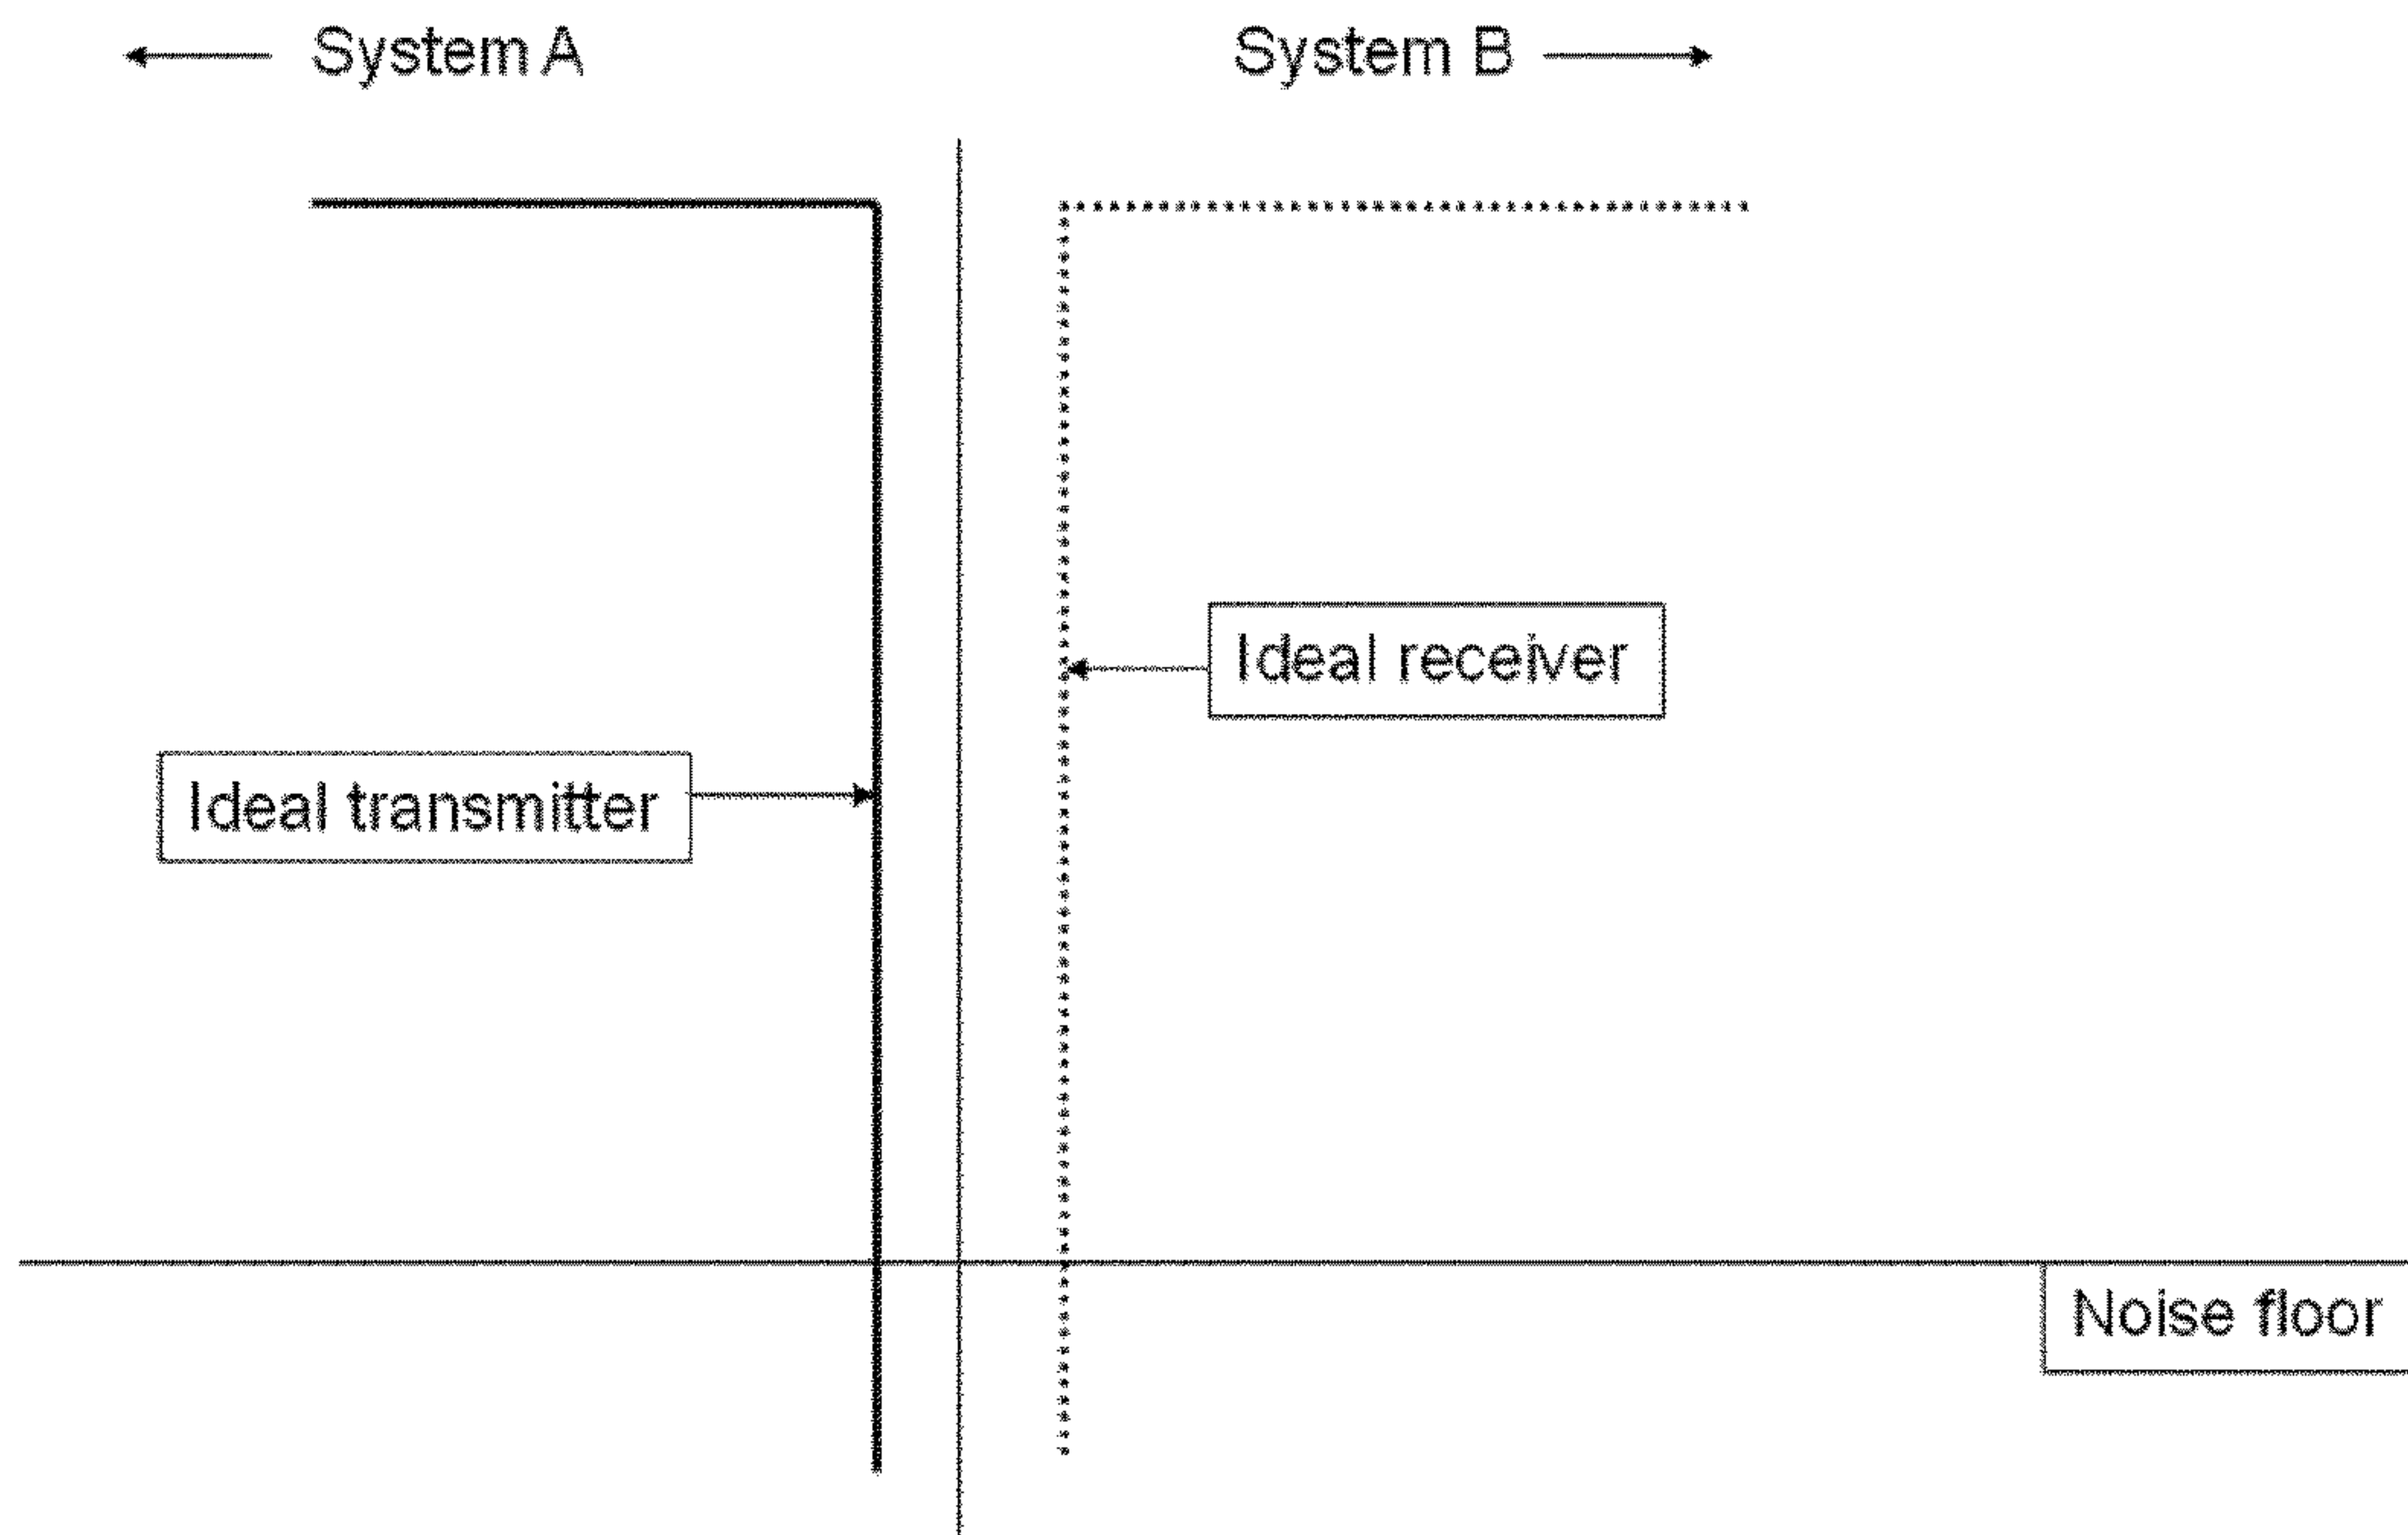 System A
System B
Ideal receiver
Ideal transmitter
Noise floor